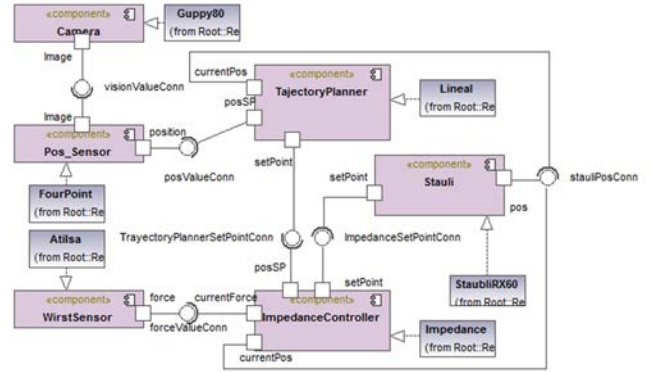 «component»
Camera
Guppy80
(from Root::Re
Image
visionValueConn
Image
«component»
Pos_Sensor
position
posValueConn
FourPoint
(from Root::Re
currentPos
posSP
«component»
TajectoryPlanner
setPoint
Lineal
(from Root::Re
«component»
Stauli
setPoint
pos
stauliPosConn
StaubliRX60
(from Root::Re
TrayectoryPlannerSetPointConn
ImpedanceSetPointConn
posSP
setPoint
Atilsa
(from Root::Re
«component»
WirstSensor
force
currentForce
forceValueConn
«component»
ImpedanceController
currentPos
Impedance
(from Root::Re